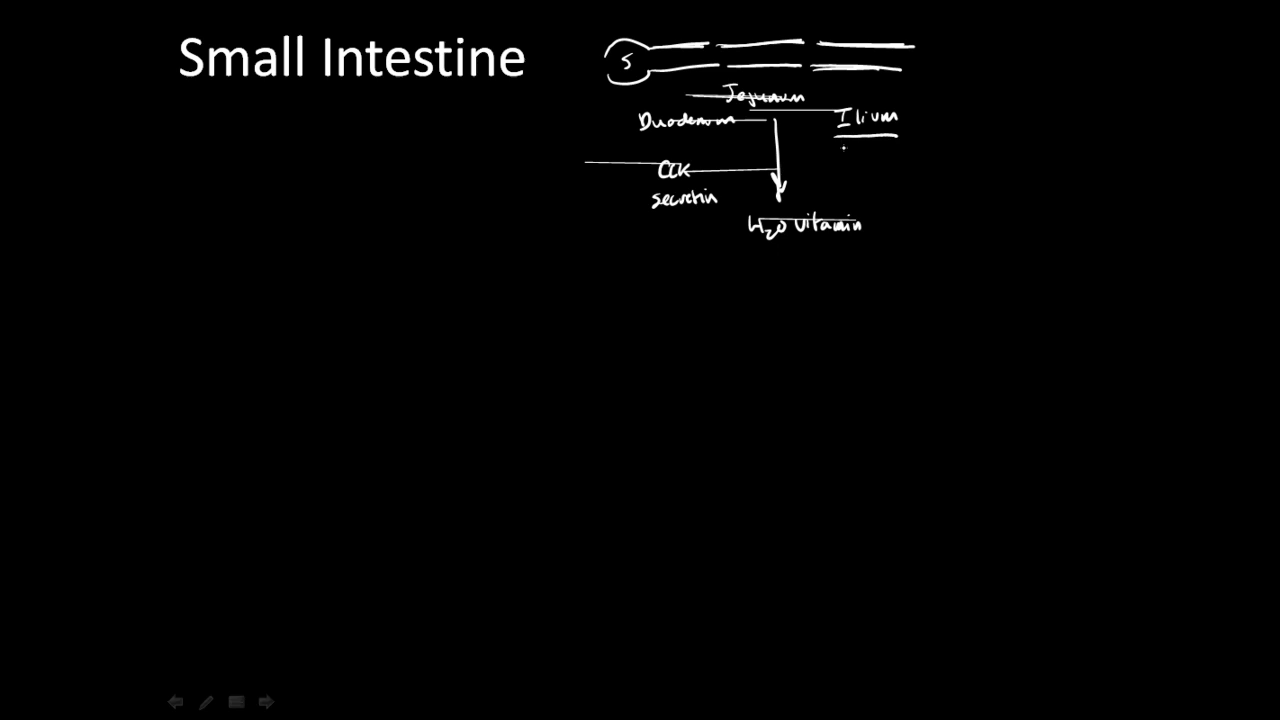 Small Intestine
S
Jejunum
Duodenum
Ilium
CCK
secretin
H2O vitamin